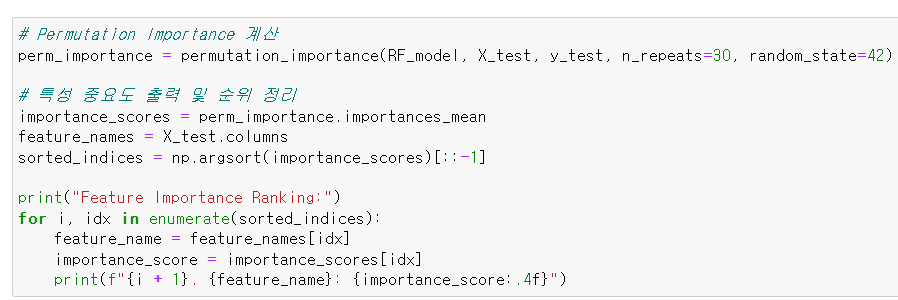 # Permutation Importance 계산
perm_importance = permutation_importance(RF_model, X_test, y_test, n_repeats=30, random_state=42)
# 특성 중요도 출력 및 순위 정리
importance_scores = perm_importance.importances_mean
feature_names = X_test.columns
sorted_indices = np.argsort(importance_scores)[::-1]
print("Feature Importance Ranking:")
for i, idx in enumerate(sorted_indices):
    feature_name = feature_names[idx]
    importance_score = importance_scores[idx]
    print(f"{i + 1}. {feature_name}: {importance_score:.4f}")